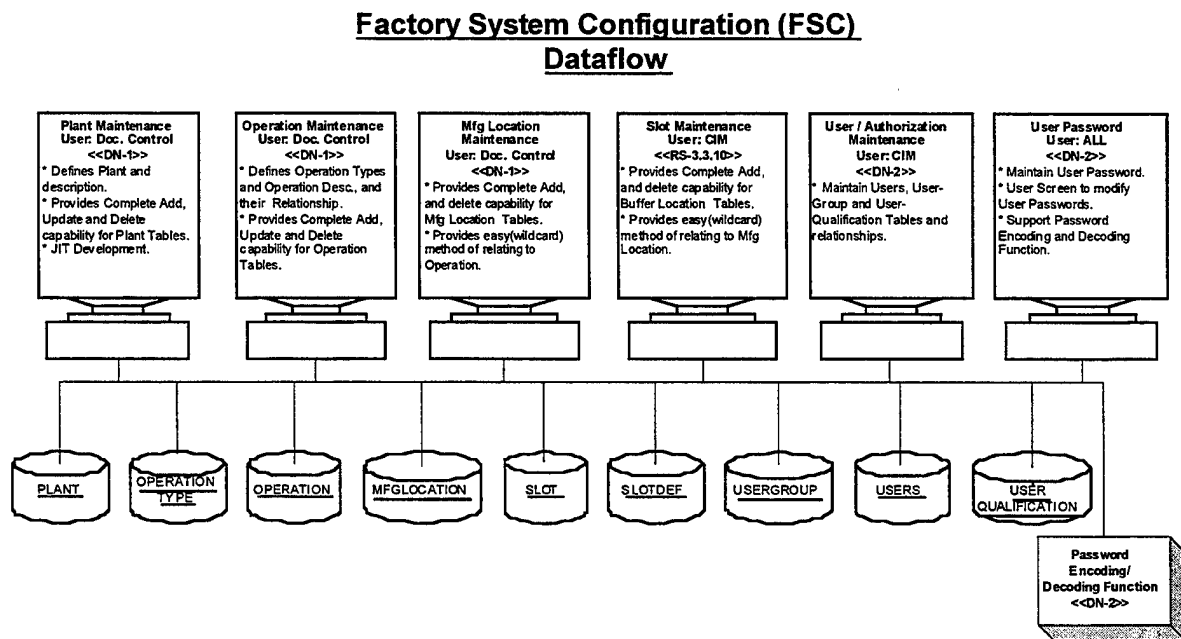 Factory System Configuration (FSC)
Dataflow
Plant Maintenance
User: Doc. Control
<<DN-1>>
* Defines Plant and
description.
* Provides Complete Add,
Update and Delete
capability for Plant Tables.
* JIT Development.
Operation Maintenance
User: Doc. Control
<<DN-1>>
* Defines Operation Types
and Operation Desc., and
their Relationship.
* Provides Complete Add,
Update and Delete
capability for Operation
Tables.
Mfg Location
Maintenance
User: Doc. Control
<<DN-1>>
* Provides Complete Add,
and delete capability for
Mfg Location Tables.
* Provides easy(wildcard)
method of relating to
Operation.
Slot Maintenance
User: CIM
<<RS-3,3,10>>
* Provides Complete Add,
and delete capability for
Buffer Location Tables.
* Provides easy(wildcard)
method of relating to Mfg
Location.
User / Authorization
Maintenance
User: CIM
<<DN-2>>
* Maintain Users, User-
Group and User-
Qualification Tables and
relationships.
User Password
User: ALL
<<DN-2>>
* Maintain User Password.
* User Screen to modify
User Passwords.
* Support Password
Encoding and Decoding
Function.
PLANT
OPERATION
TYPE
OPERATION
MFGLOCATION
SLOT
SLOTDEF
USERGROUP
USERS
USER
QUALIFICATION
Password
Encoding/
Decoding Function
<<DN-2>>